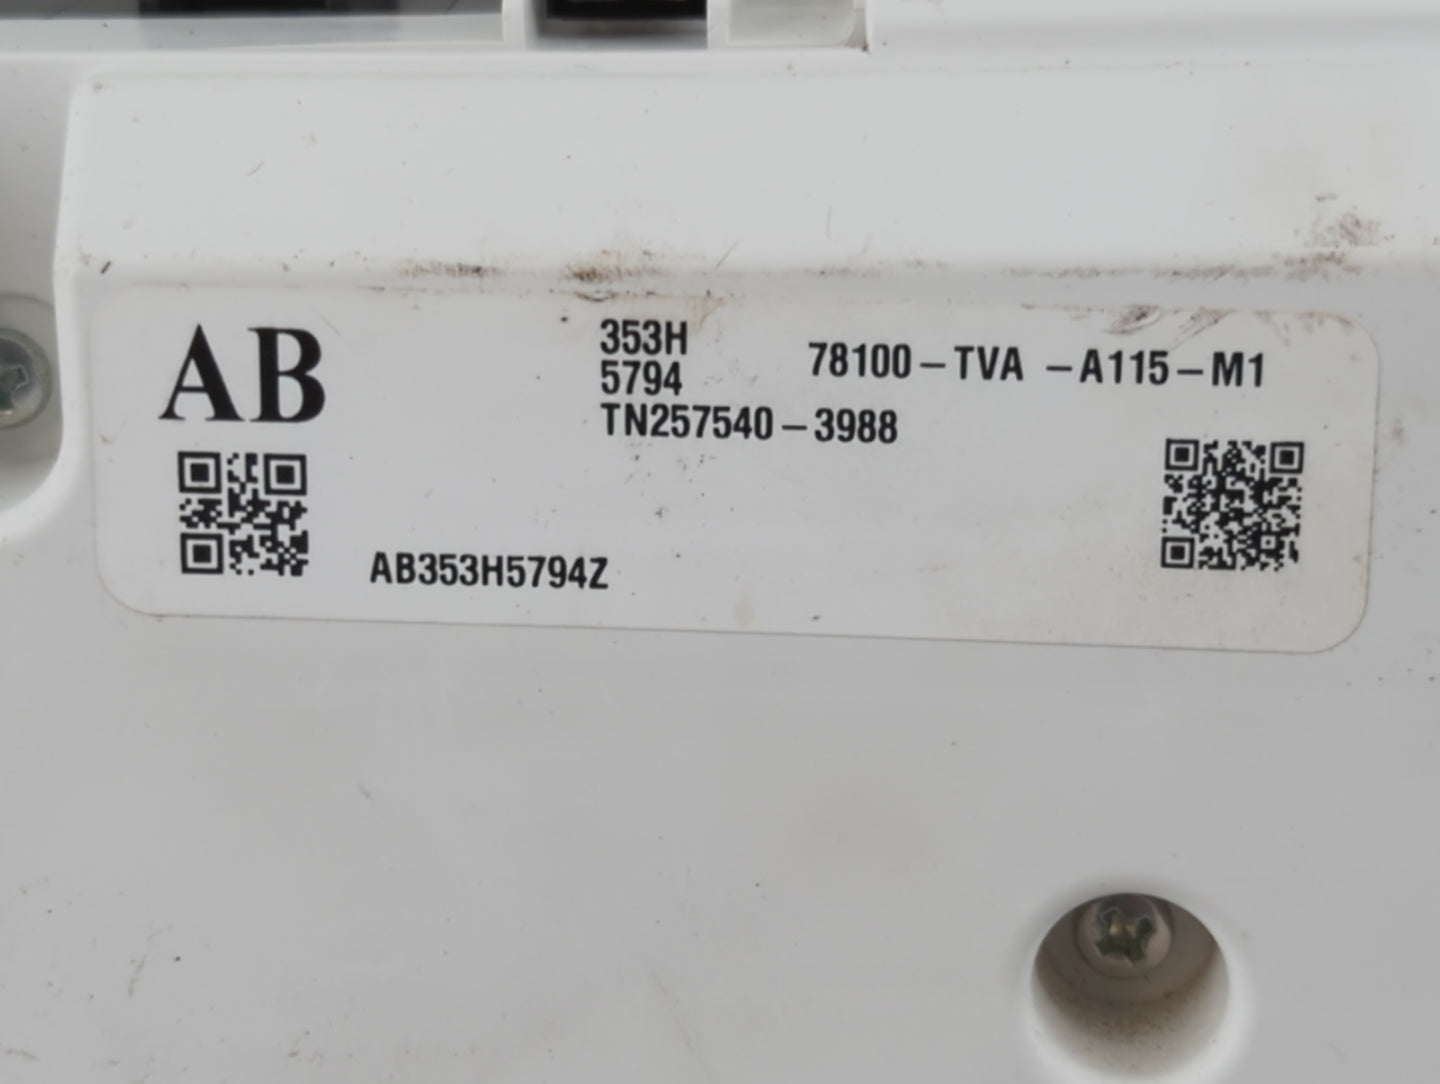 AB
353H
5794
TN257540-3988
78100-TVA -A115-M1
AB353H5794Z